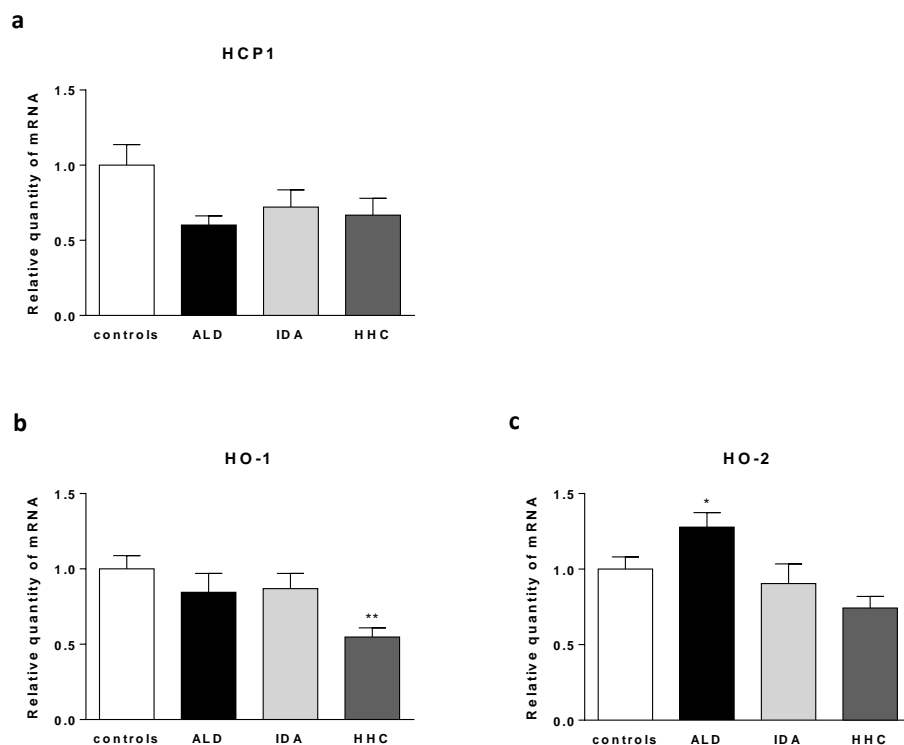 a
HCP1
Relative quantity of mRNA
1.5
1.0
0.5
0.0
controls ALD IDA HHC
b
HO-1
Relative quantity of mRNA
1.5
1.0
0.5
0.0
**
controls ALD IDA HHC
c
HO-2
Relative quantity of mRNA
1.5
1.0
0.5
0.0
*
controls ALD IDA HHC